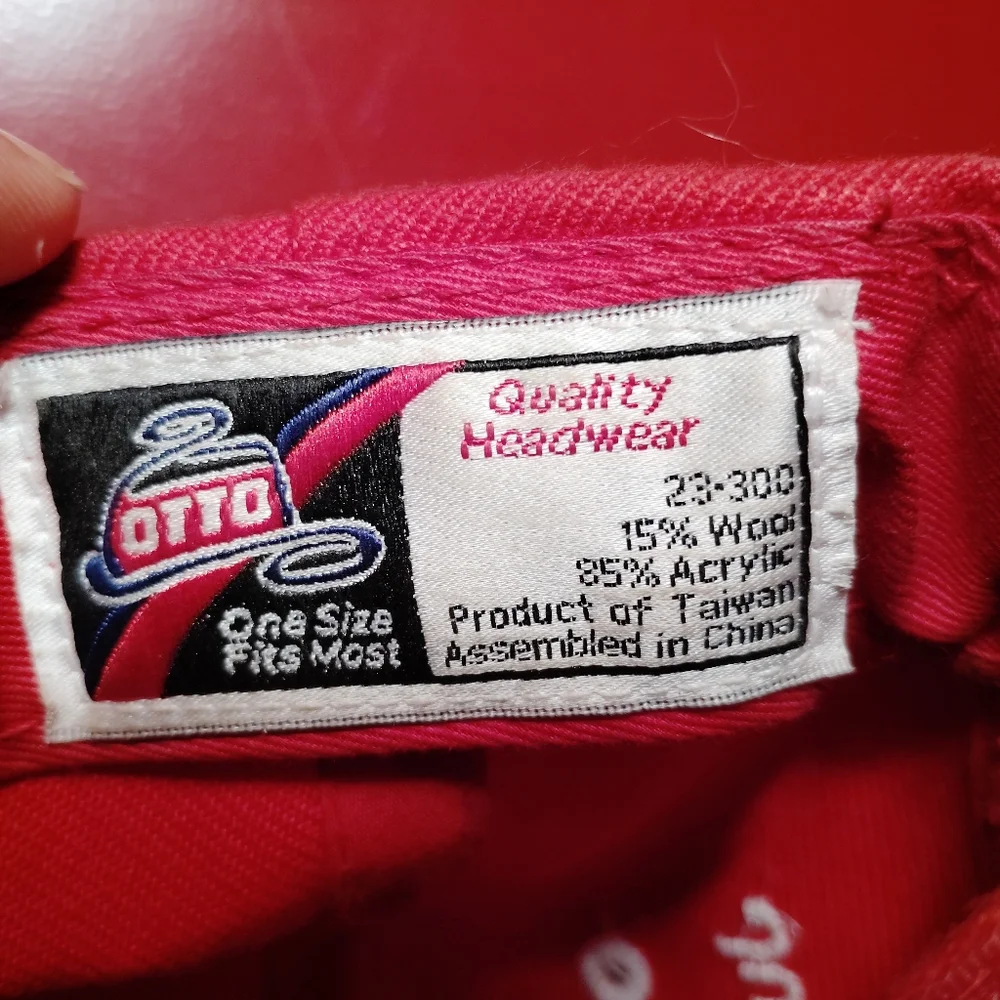 OTTO
One Size
Fits Most
Quality
Headwear
23-300
15% Wool
85% Acrylic
Product of Taiwan
Assembled in China